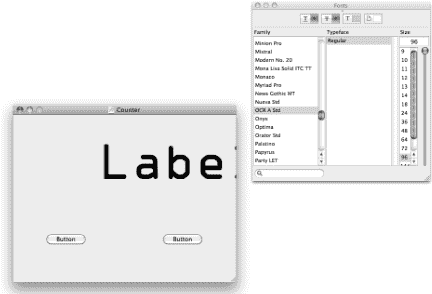 Fonts
Family Typeface Size
Regular
96
Minion Pro
Mistral
Modern No. 20
Mona Lisa Solid ITC TT
Monaco
Myriad Pro
News Gothic MT
Nueva Std
OCR A Std
Onyx
Optima
Orator Std
Palatino
Papyrus
Party LET
9
10
11
12
13
14
18
24
36
48
64
72
96
Counter
Labe
Button Button